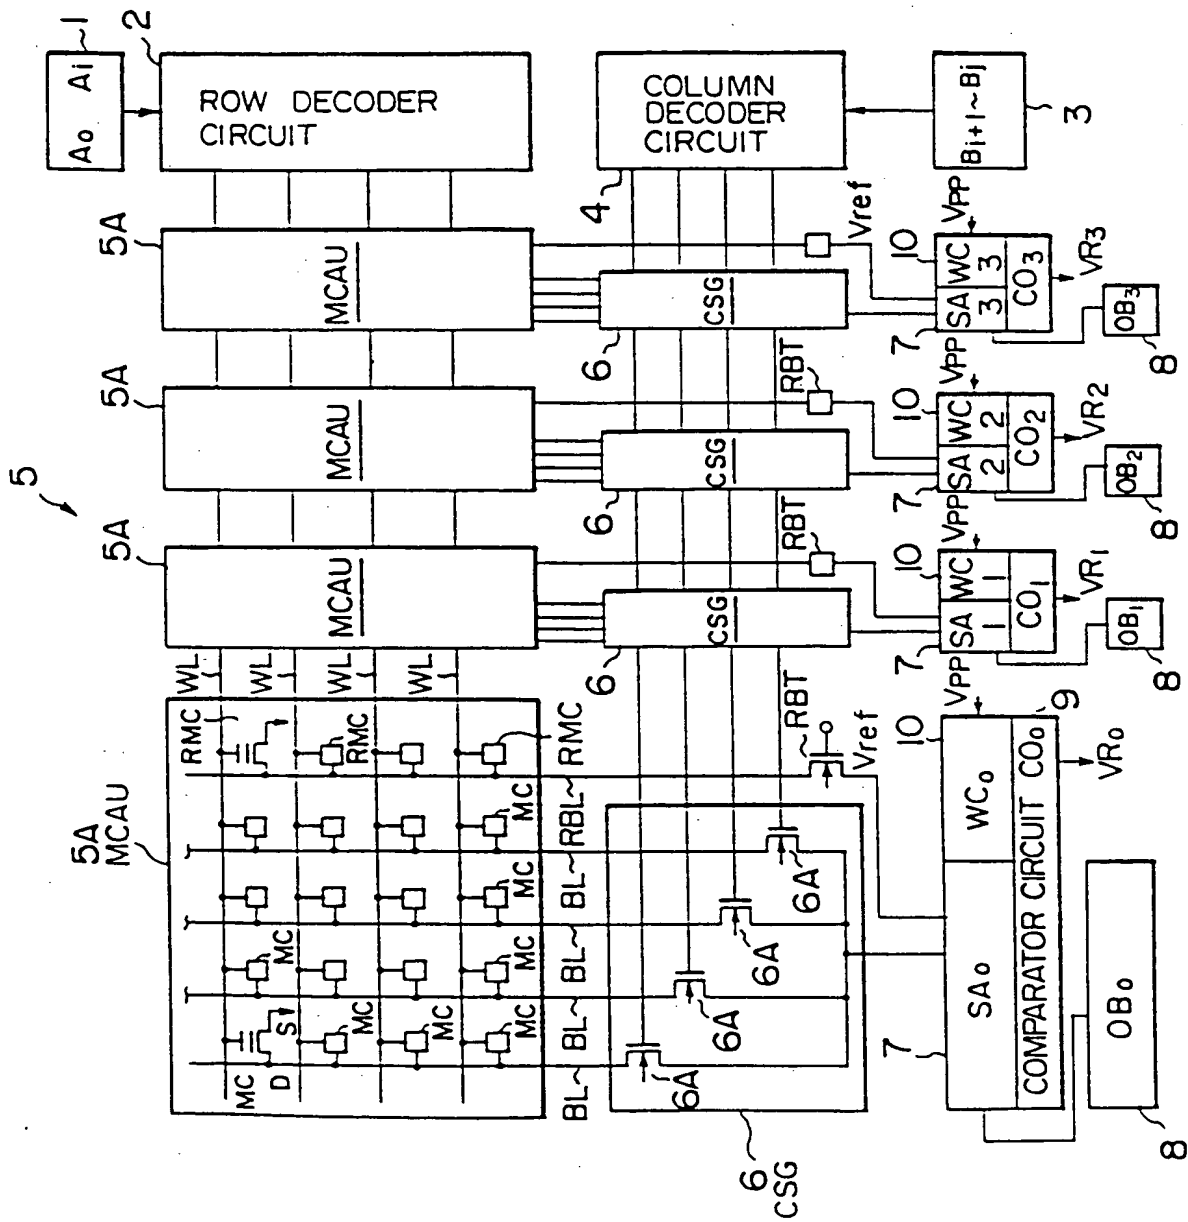 A0 Ai
1
2
ROW DECODER
CIRCUIT
COLUMN
DECODER
CIRCUIT
4
Bi+1~Bj
3
5
5A
MCAU
5A
MCAU
5A
MCAU
5A
MCAU
WL
WL
WL
WL
RMC
RMC
RMC
MC
MC
MC
MC
MC
MC
MC
MC
D
S
BL
BL
BL
RBL
6
CSG
6
CSG
6
CSG
6
CSG
6A
6A
6A
6A
RBT
RBT
RBT
Vref
Vref
7
SA0
10
WC0
VPP
COMPARATOR CIRCUIT CO0
9
VR0
OB0
8
7
SA
1
10
WC
1
VPP
CO1
VR1
OB1
8
7
SA
2
10
WC
2
VPP
CO2
VR2
OB2
8
7
SA
3
10
WC
3
VPP
CO3
VR3
OB3
8